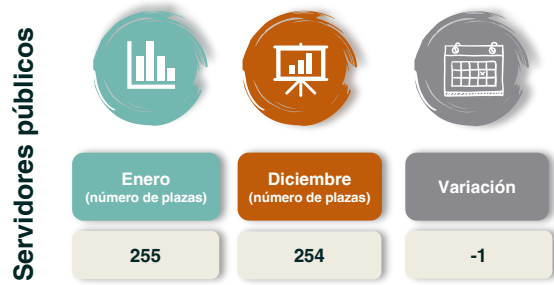 Servidores públicos
Enero
(número de plazas)
Diciembre
(número de plazas)
Variación
255
254
-1